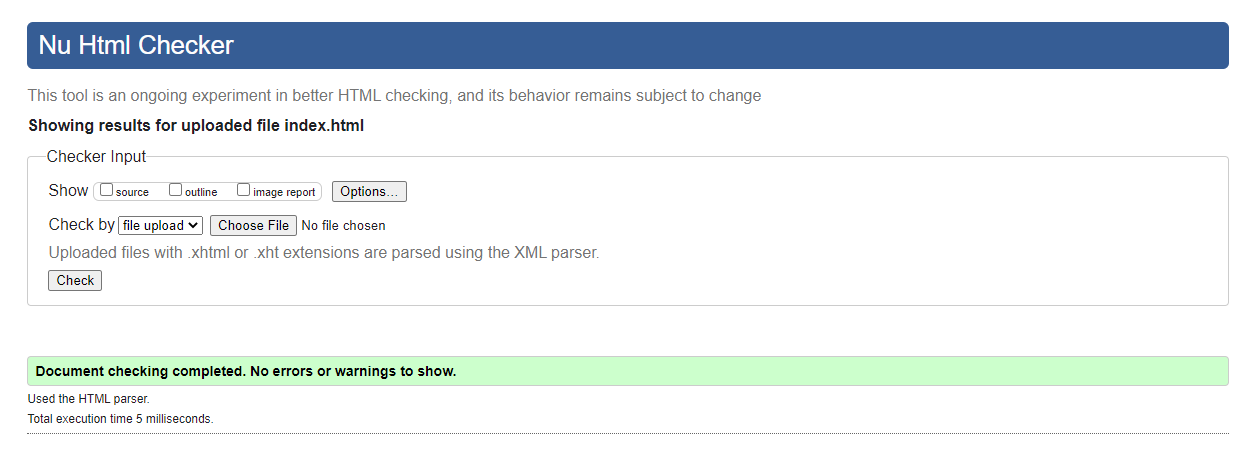 Nu Html Checker
This tool is an ongoing experiment in better HTML checking, and its behavior remains subject to change
Showing results for uploaded file index.html
Checker Input
Show source outline image report Options...
Check by file upload Choose File No file chosen
Uploaded files with .xhtml or .xht extensions are parsed using the XML parser.
Check
Document checking completed. No errors or warnings to show.
Used the HTML parser.
Total execution time 5 milliseconds.